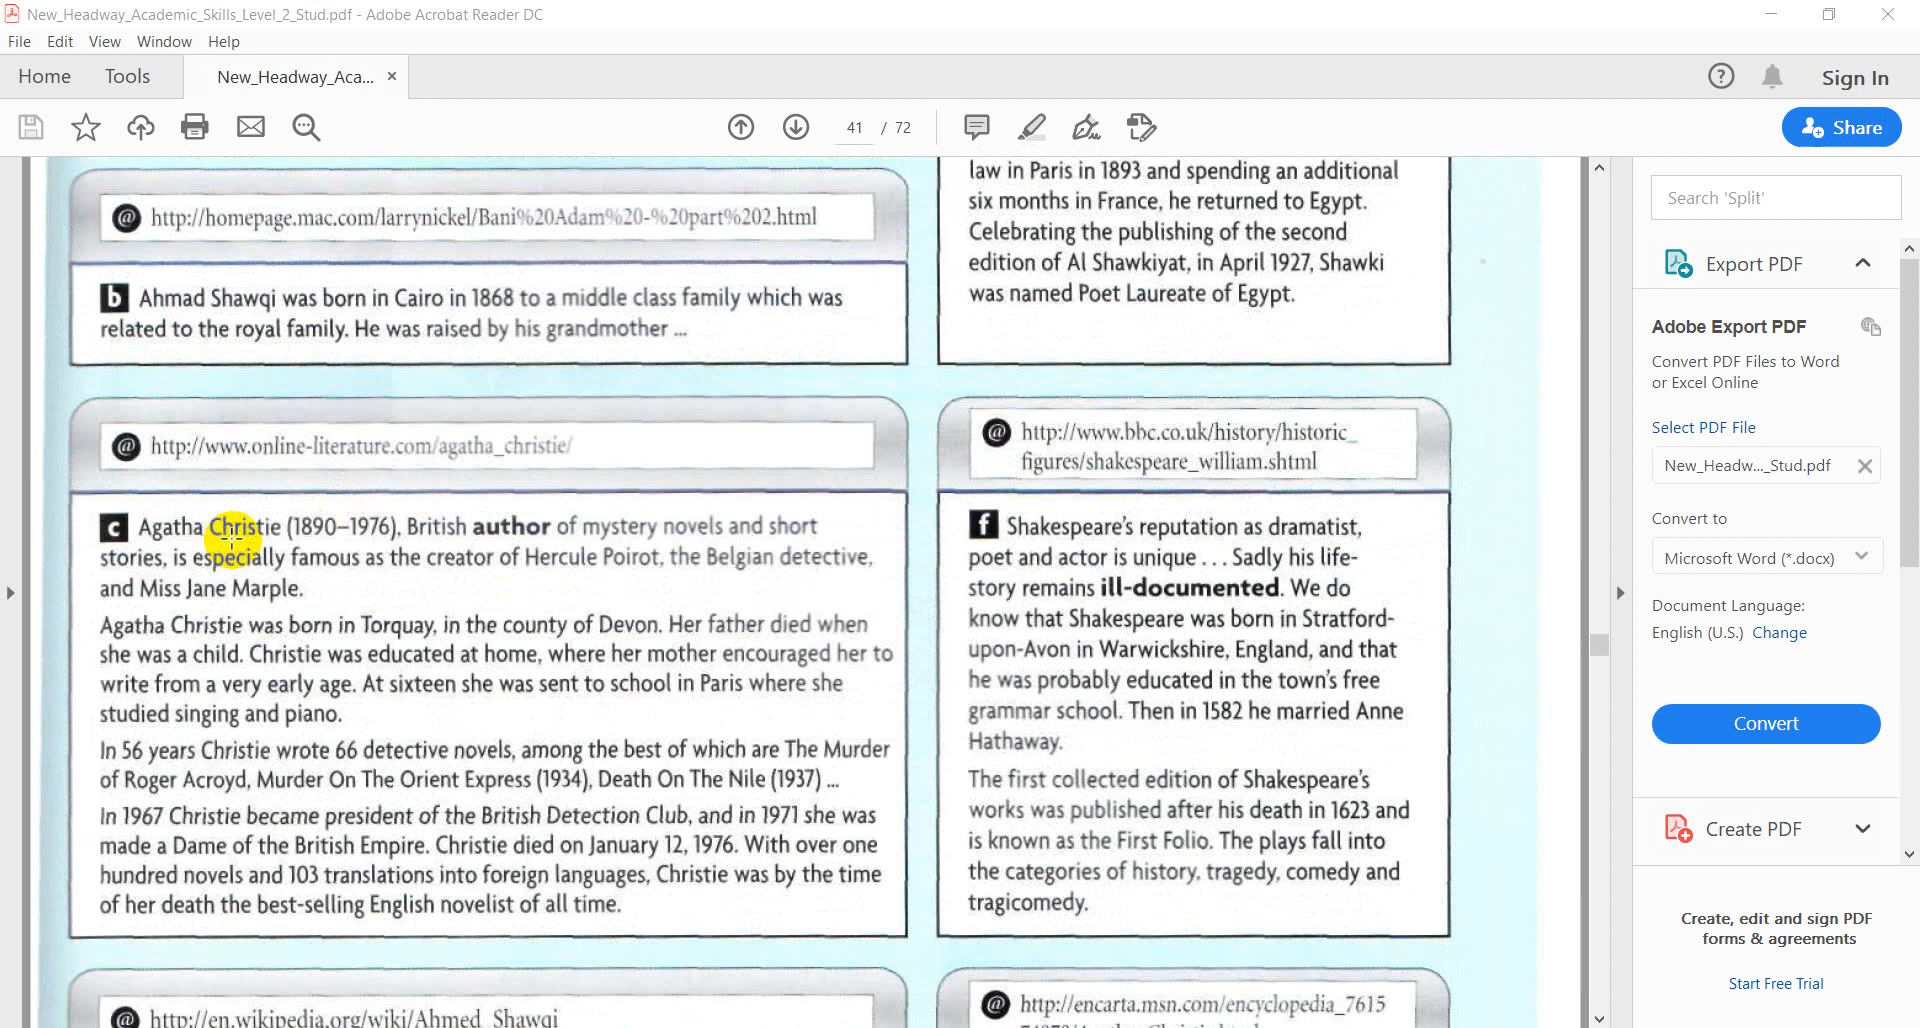 New_Headway_Academic_Skills_Level_2_Stud.pdf - Adobe Acrobat Reader DC
File Edit View Window Help
Home Tools New_Headway_Aca... × ? Sign In
41 / 72 Share
@ http://homepage.mac.com/larrynickel/Bani%20Adam%20-%20part%202.html
b Ahmad Shawqi was born in Cairo in 1868 to a middle class family which was
related to the royal family. He was raised by his grandmother ...
law in Paris in 1893 and spending an additional
six months in France, he returned to Egypt.
Celebrating the publishing of the second
edition of Al Shawkiyat, in April 1927, Shawki
was named Poet Laureate of Egypt.
@ http://www.online-literature.com/agatha_christie/
c Agatha Christie (1890–1976), British author of mystery novels and short
stories, is especially famous as the creator of Hercule Poirot, the Belgian detective,
and Miss Jane Marple.
Agatha Christie was born in Torquay, in the county of Devon. Her father died when
she was a child. Christie was educated at home, where her mother encouraged her to
write from a very early age. At sixteen she was sent to school in Paris where she
studied singing and piano.
In 56 years Christie wrote 66 detective novels, among the best of which are The Murder
of Roger Acroyd, Murder On The Orient Express (1934), Death On The Nile (1937) ...
In 1967 Christie became president of the British Detection Club, and in 1971 she was
made a Dame of the British Empire. Christie died on January 12, 1976. With over one
hundred novels and 103 translations into foreign languages, Christie was by the time
of her death the best-selling English novelist of all time.
@ http://www.bbc.co.uk/history/historic_
figures/shakespeare_william.shtml
f Shakespeare's reputation as dramatist,
poet and actor is unique ... Sadly his life-
story remains ill-documented. We do
know that Shakespeare was born in Stratford-
upon-Avon in Warwickshire, England, and that
he was probably educated in the town's free
grammar school. Then in 1582 he married Anne
Hathaway.
The first collected edition of Shakespeare's
works was published after his death in 1623 and
is known as the First Folio. The plays fall into
the categories of history, tragedy, comedy and
tragicomedy.
@ http://en.wikipedia.org/wiki/Ahmed_Shawqi
@ http://encarta.msn.com/encyclopedia_7615
Search 'Split'
Export PDF
Adobe Export PDF
Convert PDF Files to Word
or Excel Online
Select PDF File
New_Headw..._Stud.pdf
Convert to
Microsoft Word (*.docx)
Document Language:
English (U.S.) Change
Convert
Create PDF
Create, edit and sign PDF
forms & agreements
Start Free Trial